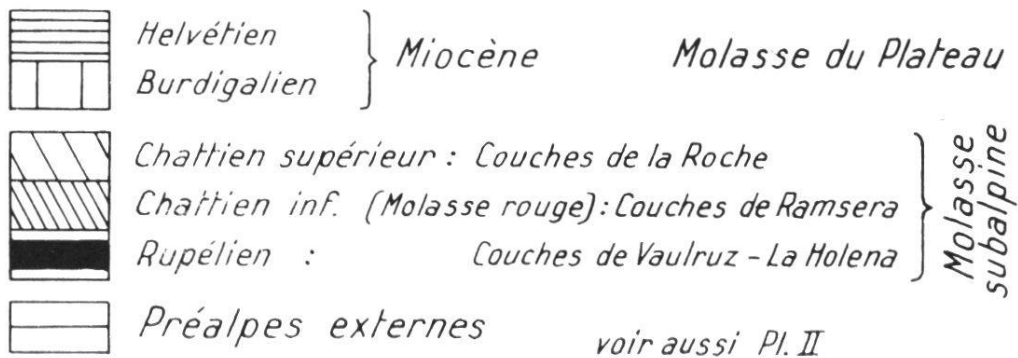 Helvétien
Burdigalien
Miocène
Molasse du Plateau
Chattien supérieur : Couches de la Roche
Chattien inf. (Molasse rouge) : Couches de Ramsera
Rupélien : Couches de Vaulruz - La Holena
Molasse
subalpine
Préalpes externes
voir aussi Pl. II